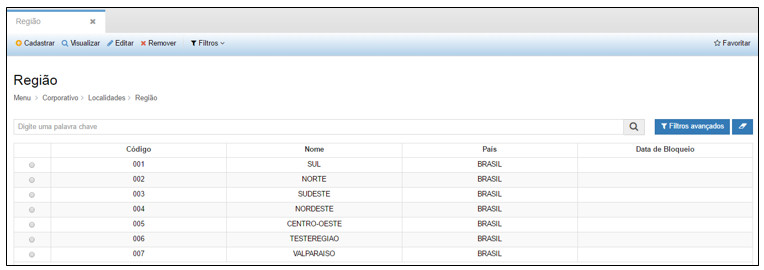 Região ×
Cadastrar Visualizar Editar Remover Filtros Favoritar
Região
Menu > Corporativo > Localidades > Região
Digite uma palavra chave Filtros avançados
Código Nome País Data de Bloqueio
001 SUL BRASIL
002 NORTE BRASIL
003 SUDESTE BRASIL
004 NORDESTE BRASIL
005 CENTRO-OESTE BRASIL
006 TESTEREGIAO BRASIL
007 VALPARAISO BRASIL